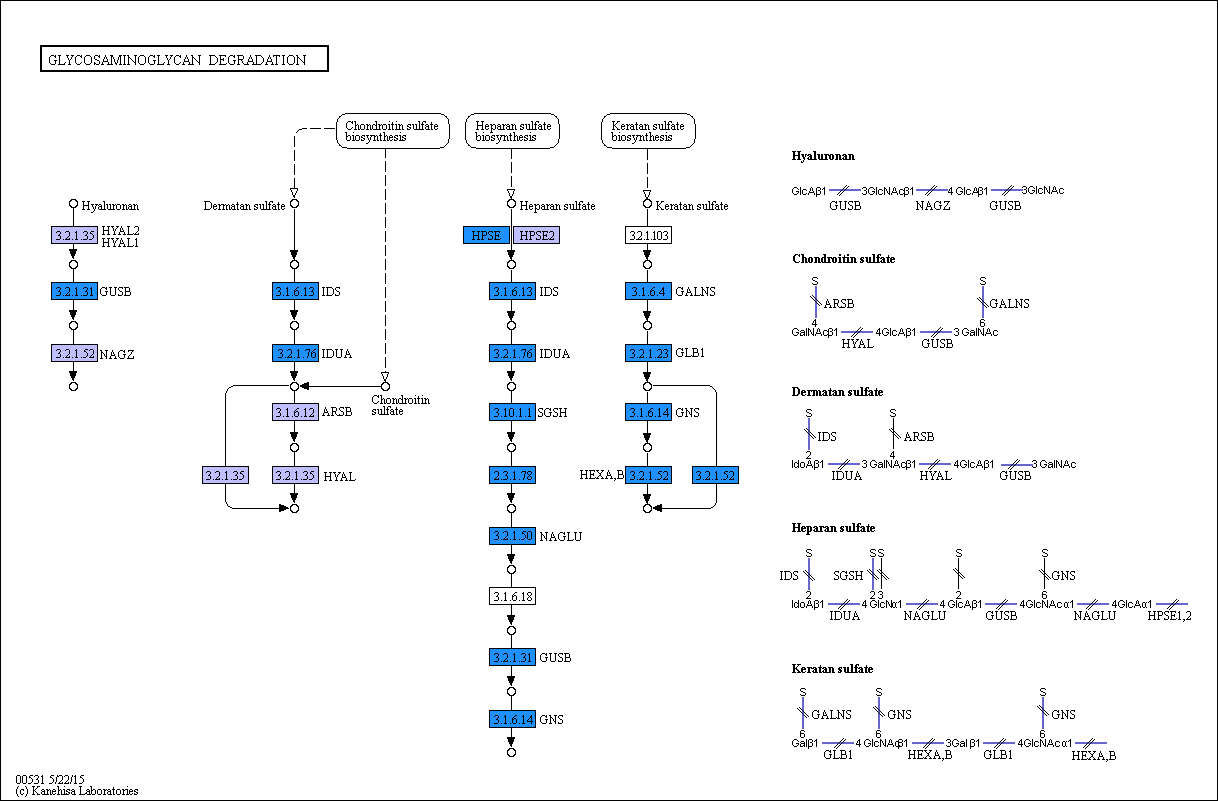 GLYCOSAMINOGLYCAN DEGRADATION
Chondroitin sulfate
biosynthesis
Heparan sulfate
biosynthesis
Keratan sulfate
biosynthesis
Hyaluronan
3.2.1.35
HYAL2
HYAL1
3.2.1.31
GUSB
3.2.1.52
NAGZ
Dermatan sulfate
3.1.6.13
IDS
3.2.1.76
IDUA
Chondroitin
sulfate
3.1.6.12
ARSB
3.2.1.35
3.2.1.35
HYAL
Heparan sulfate
HPSE
HPSE2
3.1.6.13
IDS
3.2.1.76
IDUA
3.10.1.1
SGSH
2.3.1.78
3.2.1.50
NAGLU
3.1.6.18
3.2.1.31
GUSB
3.1.6.14
GNS
Keratan sulfate
3.2.1.103
3.1.6.4
GALNS
3.2.1.23
GLB1
3.1.6.14
GNS
HEXA,B
3.2.1.52
3.2.1.52
Hyaluronan
GlcAβ1 3GlcNAcβ1 4 GlcAβ1 3GlcNAc
GUSB NAGZ GUSB
Chondroitin sulfate
S S
ARSB GALNS
4 6
GalNAcβ1 4GlcAβ1 3 GalNAc
HYAL GUSB
Dermatan sulfate
S S
IDS ARSB
2 4
IdoAβ1 3 GalNAcβ1 4GlcAβ1 3 GalNAc
IDUA HYAL GUSB
Heparan sulfate
S S S S S
IDS SGSH GNS
2 2 3 2 6
IdoAβ1 4 GlcNα1 4 GlcAβ1 4GlcNAcα1 4GlcAα1
IDUA NAGLU GUSB NAGLU HPSE1,2
Keratan sulfate
S S S
GALNS GNS GNS
6 6 6
Galβ1 4 GlcNAcβ1 3Galβ1 4GlcNAcα1
GLB1 HEXA,B GLB1 HEXA,B
00531 5/22/15
(c) Kanehisa Laboratories